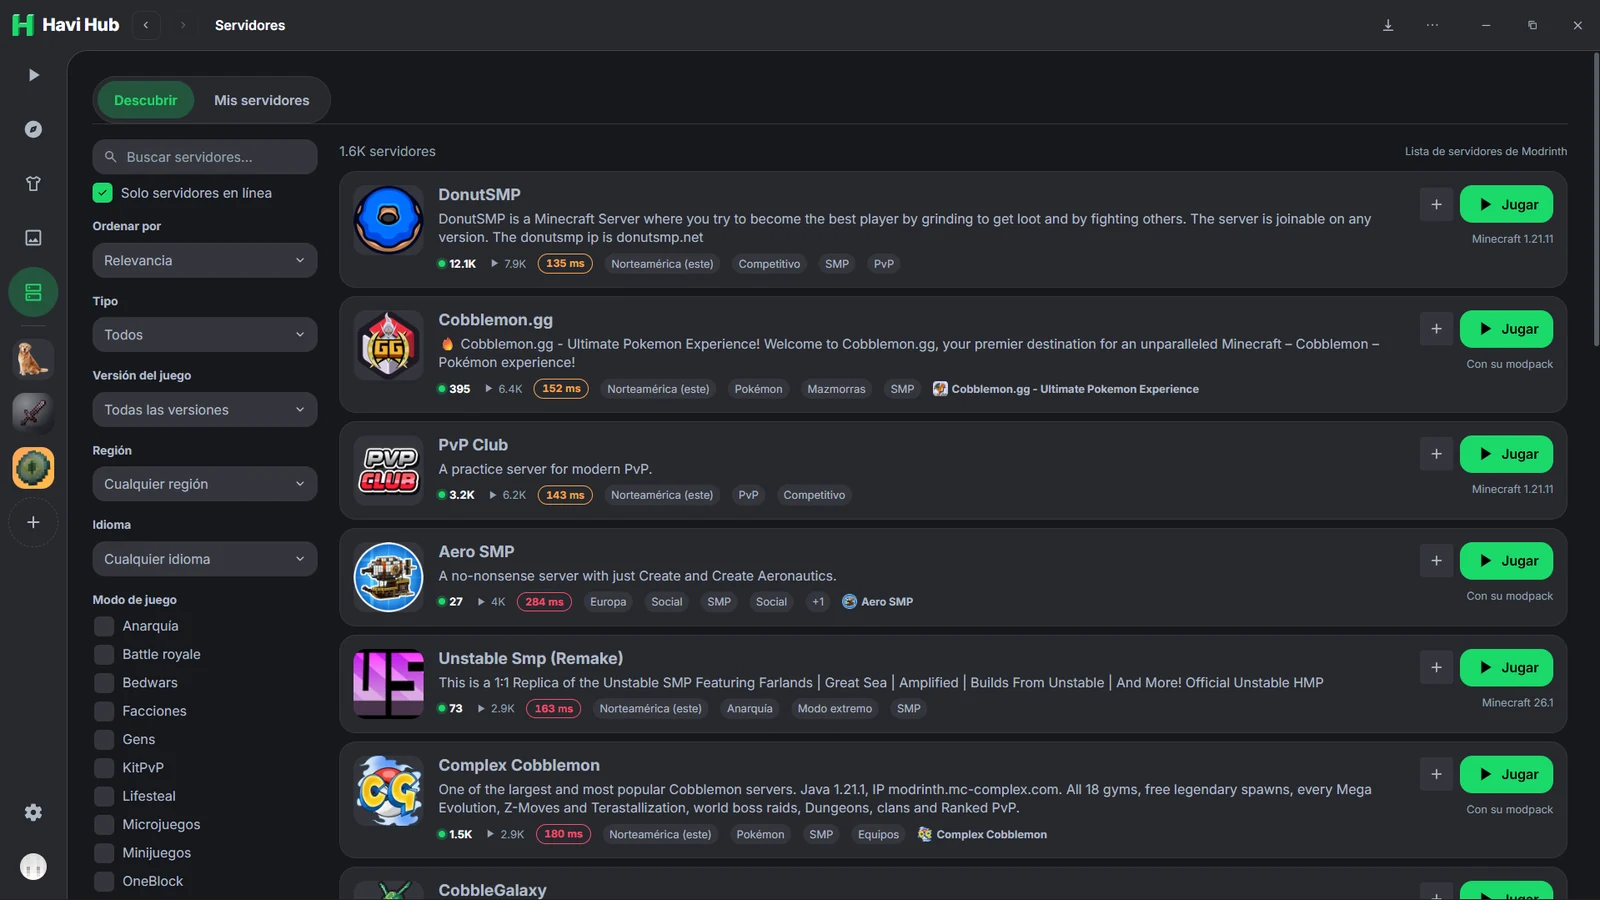 Havi Hub
Servidores
Descubrir
Mis servidores
Buscar servidores...
Solo servidores en línea
Ordenar por
Relevancia
Tipo
Todos
Versión del juego
Todas las versiones
Región
Cualquier región
Idioma
Cualquier idioma
Modo de juego
Anarquía
Battle royale
Bedwars
Facciones
Gens
KitPvP
Lifesteal
Microjuegos
Minijuegos
OneBlock
1.6K servidores
Lista de servidores de Modrinth
DonutSMP
DonutSMP is a Minecraft Server where you try to become the best player by grinding to get loot and by fighting others. The server is joinable on any
version. The donutsmp ip is donutsmp.net
12.1K 7.9K 135 ms Norteamérica (este) Competitivo SMP PvP
Jugar
Minecraft 1.21.11
GG
Cobblemon.gg
🔥 Cobblemon.gg - Ultimate Pokemon Experience! Welcome to Cobblemon.gg, your premier destination for an unparalleled Minecraft – Cobblemon –
Pokémon experience!
395 6.4K 152 ms Norteamérica (este) Pokémon Mazmorras SMP Cobblemon.gg - Ultimate Pokemon Experience
Jugar
Con su modpack
PVP
CLUB
PvP Club
A practice server for modern PvP.
3.2K 6.2K 143 ms Norteamérica (este) PvP Competitivo
Jugar
Minecraft 1.21.11
Aero SMP
A no-nonsense server with just Create and Create Aeronautics.
27 4K 284 ms Europa Social SMP Social +1 Aero SMP
Jugar
Con su modpack
US
Unstable Smp (Remake)
This is a 1:1 Replica of the Unstable SMP Featuring Farlands | Great Sea | Amplified | Builds From Unstable | And More! Official Unstable HMP
73 2.9K 163 ms Norteamérica (este) Anarquía Modo extremo SMP
Jugar
Minecraft 26.1
CG
Complex Cobblemon
One of the largest and most popular Cobblemon servers. Java 1.21.1, IP modrinth.mc-complex.com. All 18 gyms, free legendary spawns, every Mega
Evolution, Z-Moves and Terastallization, world boss raids, Dungeons, clans and Ranked PvP.
1.5K 2.9K 180 ms Norteamérica (este) Pokémon SMP Equipos Complex Cobblemon
Jugar
Con su modpack
CobbleGalaxy
Jugar